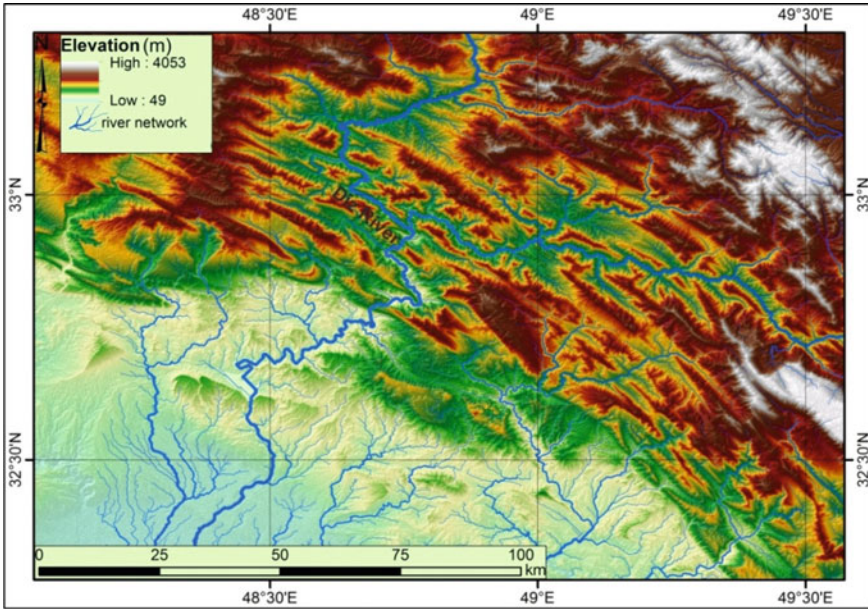 48°30'E 49°E 49°30'E
N
Elevation (m)
High : 4053
Low : 49
river network
33°N 33°N
Dez River
32°30'N 32°30'N
0 25 50 75 100
km
48°30'E 49°E 49°30'E